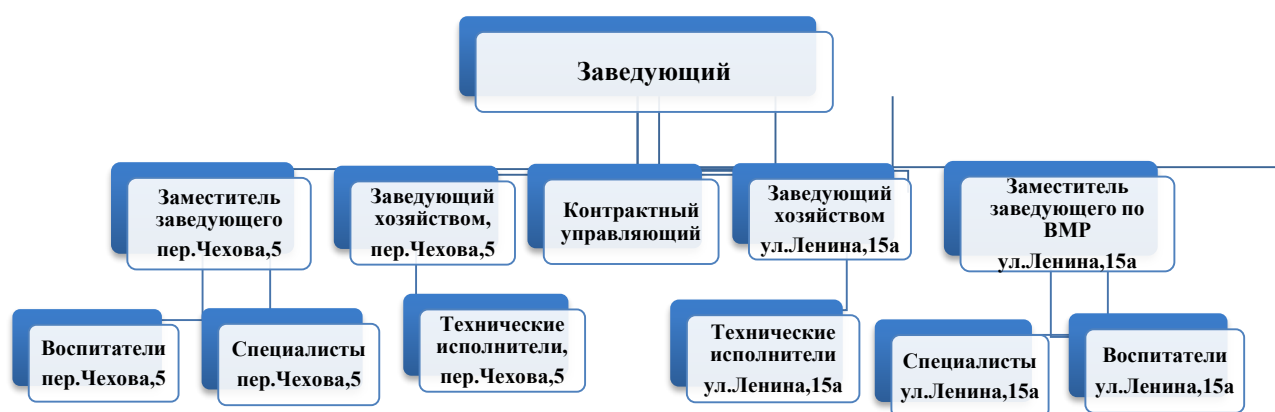 Заведующий
Заместитель
заведующего
пер.Чехова,5
Заведующий
хозяйством,
пер.Чехова,5
Контрактный
управляющий
Заведующий
хозяйством
ул.Ленина,15а
Заместитель
заведующего по
ВМР
ул.Ленина,15а
Воспитатели
пер.Чехова,5
Специалисты
пер.Чехова,5
Технические
исполнители,
пер.Чехова,5
Технические
исполнители
ул.Ленина,15а
Специалисты
ул.Ленина,15а
Воспитатели
ул.Ленина,15а